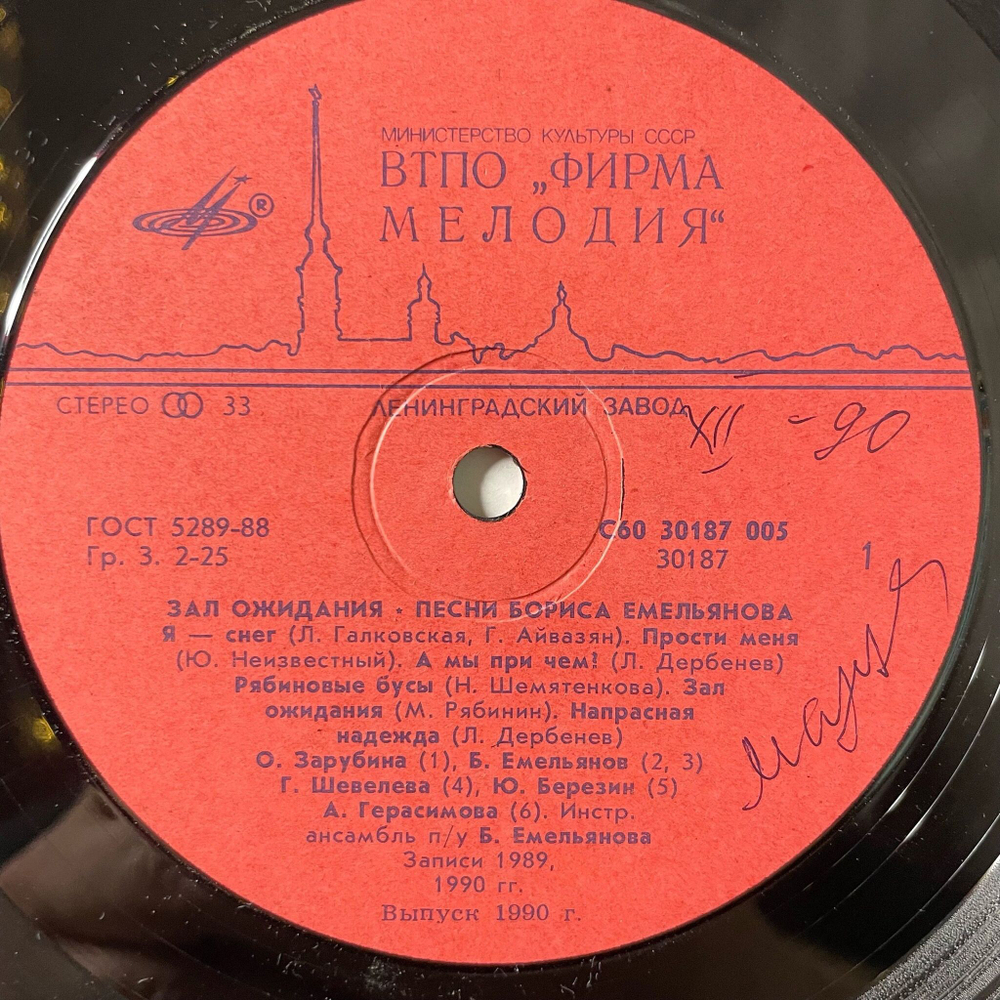 МИНИСТЕРСТВО КУЛЬТУРЫ СССР
ВТПО „ФИРМА
МЕЛОДИЯ“
®
СТЕРЕО 33
ЛЕНИНГРАДСКИЙ ЗАВОД
XII -90
ГОСТ 5289-88
Гр. 3. 2-25
С60 30187 005
30187
1
ЗАЛ ОЖИДАНИЯ • ПЕСНИ БОРИСА ЕМЕЛЬЯНОВА
Я — снег (Л. Галковская, Г. Айвазян). Прости меня
(Ю. Неизвестный). А мы при чем? (Л. Дербенев)
Рябиновые бусы (Н. Шемятенкова). Зал
ожидания (М. Рябинин). Напрасная
надежда (Л. Дербенев)
О. Зарубина (1), Б. Емельянов (2, 3)
Г. Шевелева (4), Ю. Березин (5)
А. Герасимова (6). Инстр.
ансамбль п/у Б. Емельянова
Записи 1989,
1990 гг.
Выпуск 1990 г.